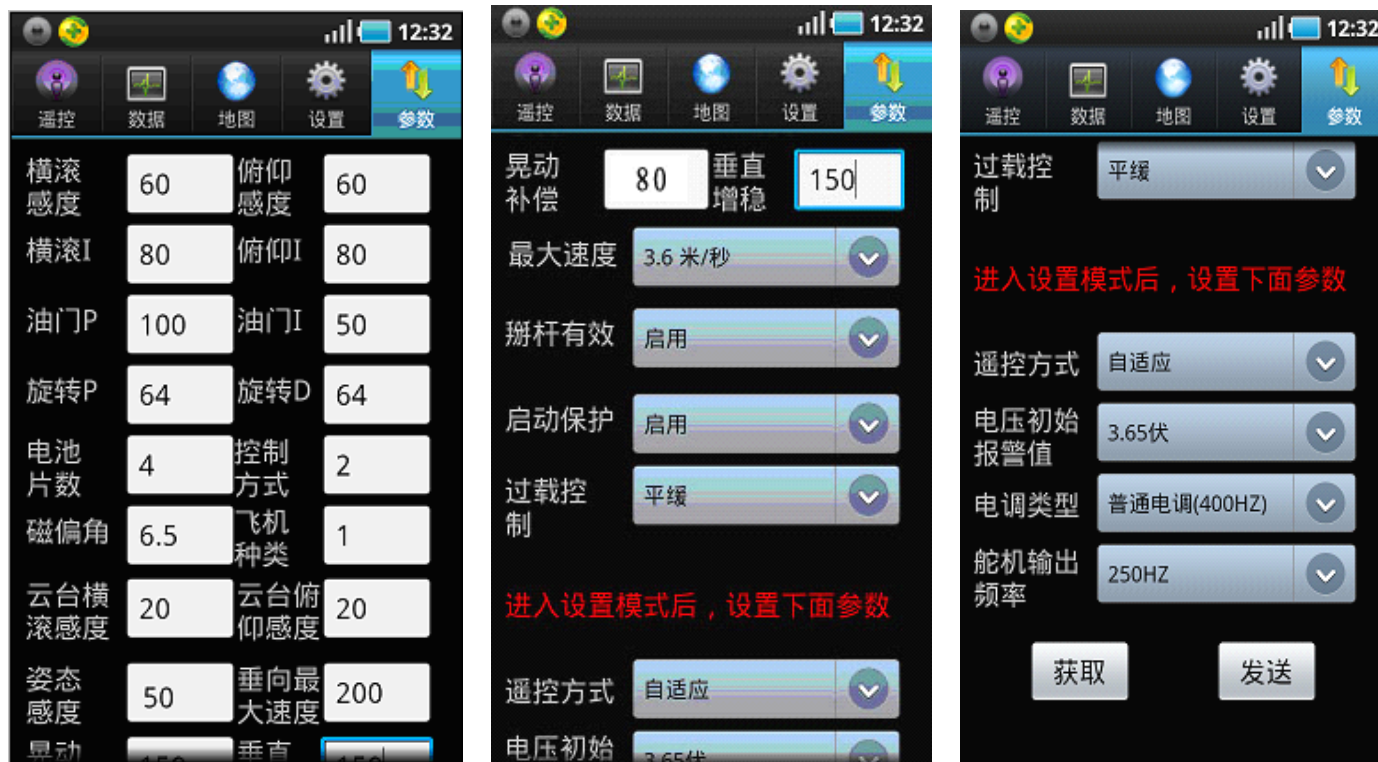 12:32
遥控 数据 地图 设置 参数
横滚
感度
60
俯仰
感度
60
横滚I
80
俯仰I
80
油门P
100
油门I
50
旋转P
64
旋转D
64
电池
片数
4
控制
方式
2
磁偏角
6.5
飞机
种类
1
云台横
滚感度
20
云台俯
仰感度
20
姿态
感度
50
垂向最
大速度
200
晃动
150
垂直
150
12:32
遥控 数据 地图 设置 参数
晃动
补偿
80
垂直
增稳
150
最大速度
3.6 米/秒
掰杆有效
启用
启动保护
启用
过载控
制
平缓
进入设置模式后，设置下面参数
遥控方式
自适应
电压初始
3.65伏
12:32
遥控 数据 地图 设置 参数
过载控
制
平缓
进入设置模式后，设置下面参数
遥控方式
自适应
电压初始
报警值
3.65伏
电调类型
普通电调(400HZ)
舵机输出
频率
250HZ
获取 发送